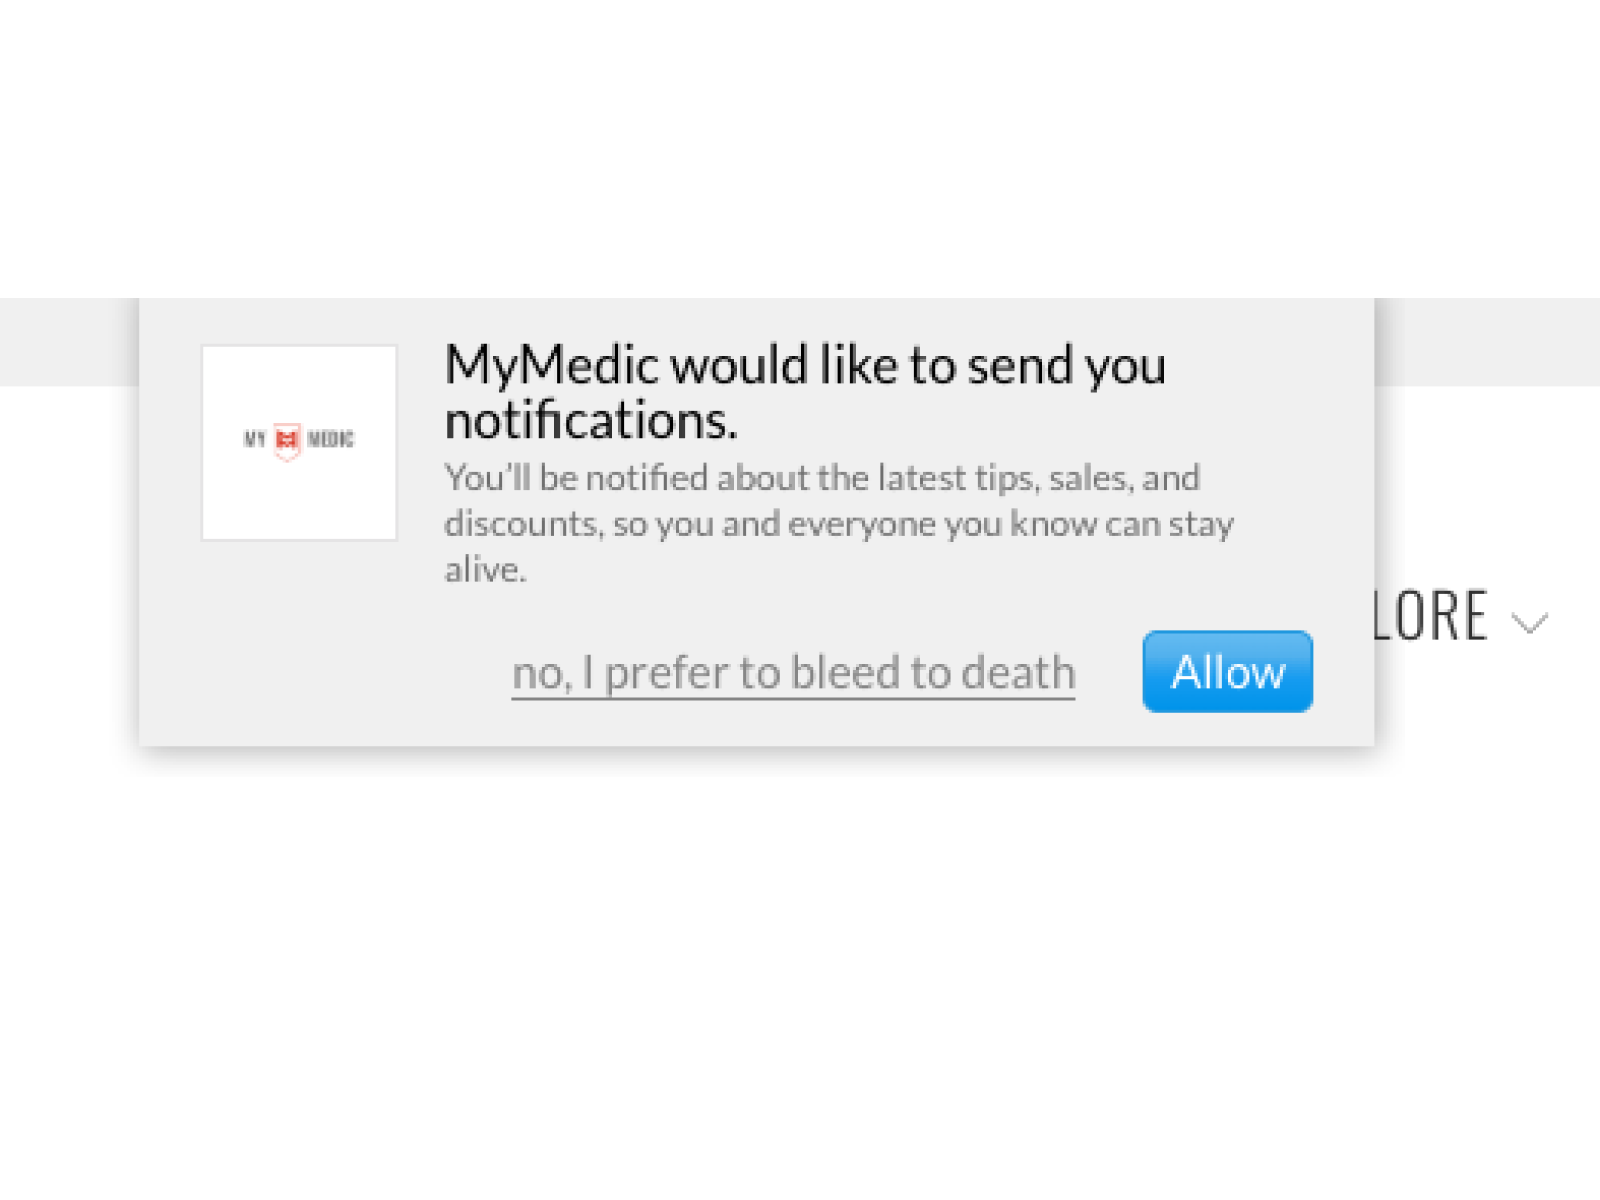 MyMedic would like to send you
notifications.
MY MEDIC
You'll be notified about the latest tips, sales, and
discounts, so you and everyone you know can stay
alive.
LORE
no, I prefer to bleed to death
Allow